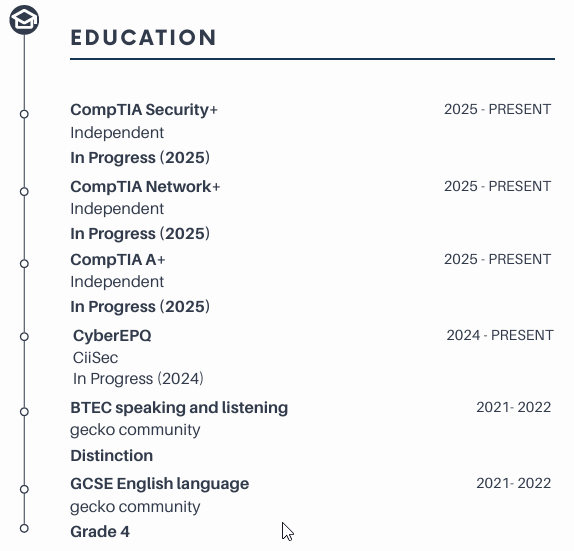 EDUCATION
CompTIA Security+ 2025 - PRESENT
Independent
In Progress (2025)
CompTIA Network+ 2025 - PRESENT
Independent
In Progress (2025)
CompTIA A+ 2025 - PRESENT
Independent
In Progress (2025)
CyberEPQ 2024 - PRESENT
CiiSec
In Progress (2024)
BTEC speaking and listening 2021- 2022
gecko community
Distinction
GCSE English language 2021- 2022
gecko community
Grade 4